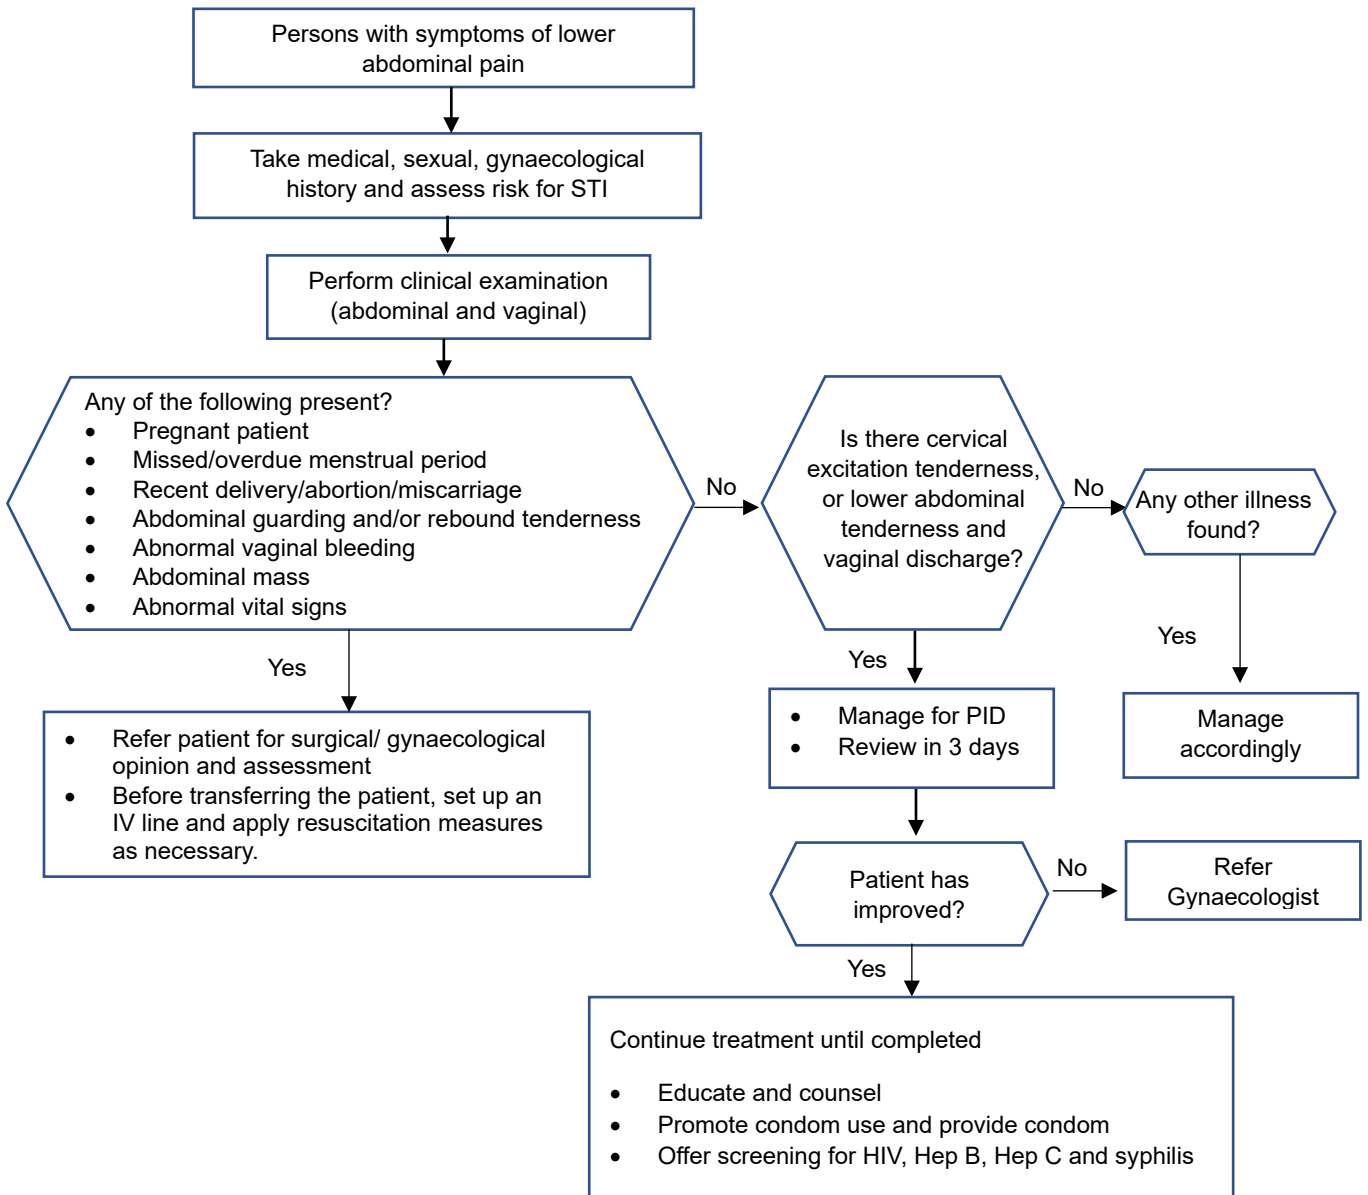 Persons with symptoms of lower
abdominal pain
Take medical, sexual, gynaecological
history and assess risk for STI
Perform clinical examination
(abdominal and vaginal)
Any of the following present?
• Pregnant patient
• Missed/overdue menstrual period
• Recent delivery/abortion/miscarriage
• Abdominal guarding and/or rebound tenderness
• Abnormal vaginal bleeding
• Abdominal mass
• Abnormal vital signs
No
Is there cervical
excitation tenderness,
or lower abdominal
tenderness and
vaginal discharge?
No
Any other illness
found?
Yes
Yes
Yes
• Refer patient for surgical/ gynaecological
opinion and assessment
• Before transferring the patient, set up an
IV line and apply resuscitation measures
as necessary.
• Manage for PID
• Review in 3 days
Manage
accordingly
Patient has
improved?
No
Refer
Gynaecologist
Yes
Continue treatment until completed
• Educate and counsel
• Promote condom use and provide condom
• Offer screening for HIV, Hep B, Hep C and syphilis